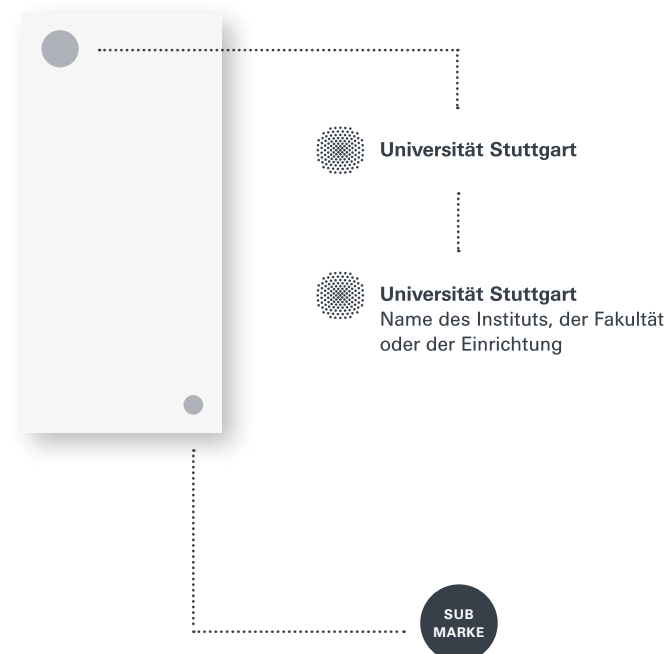 Universität Stuttgart
Universität Stuttgart
Name des Instituts, der Fakultät
oder der Einrichtung
SUB
MARKE